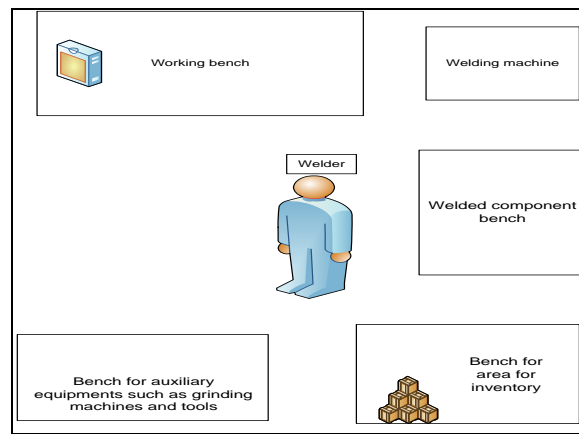 Working bench
Welding machine
Welder
Welded component
bench
Bench for auxiliary
equipments such as grinding
machines and tools
Bench for
area for
inventory